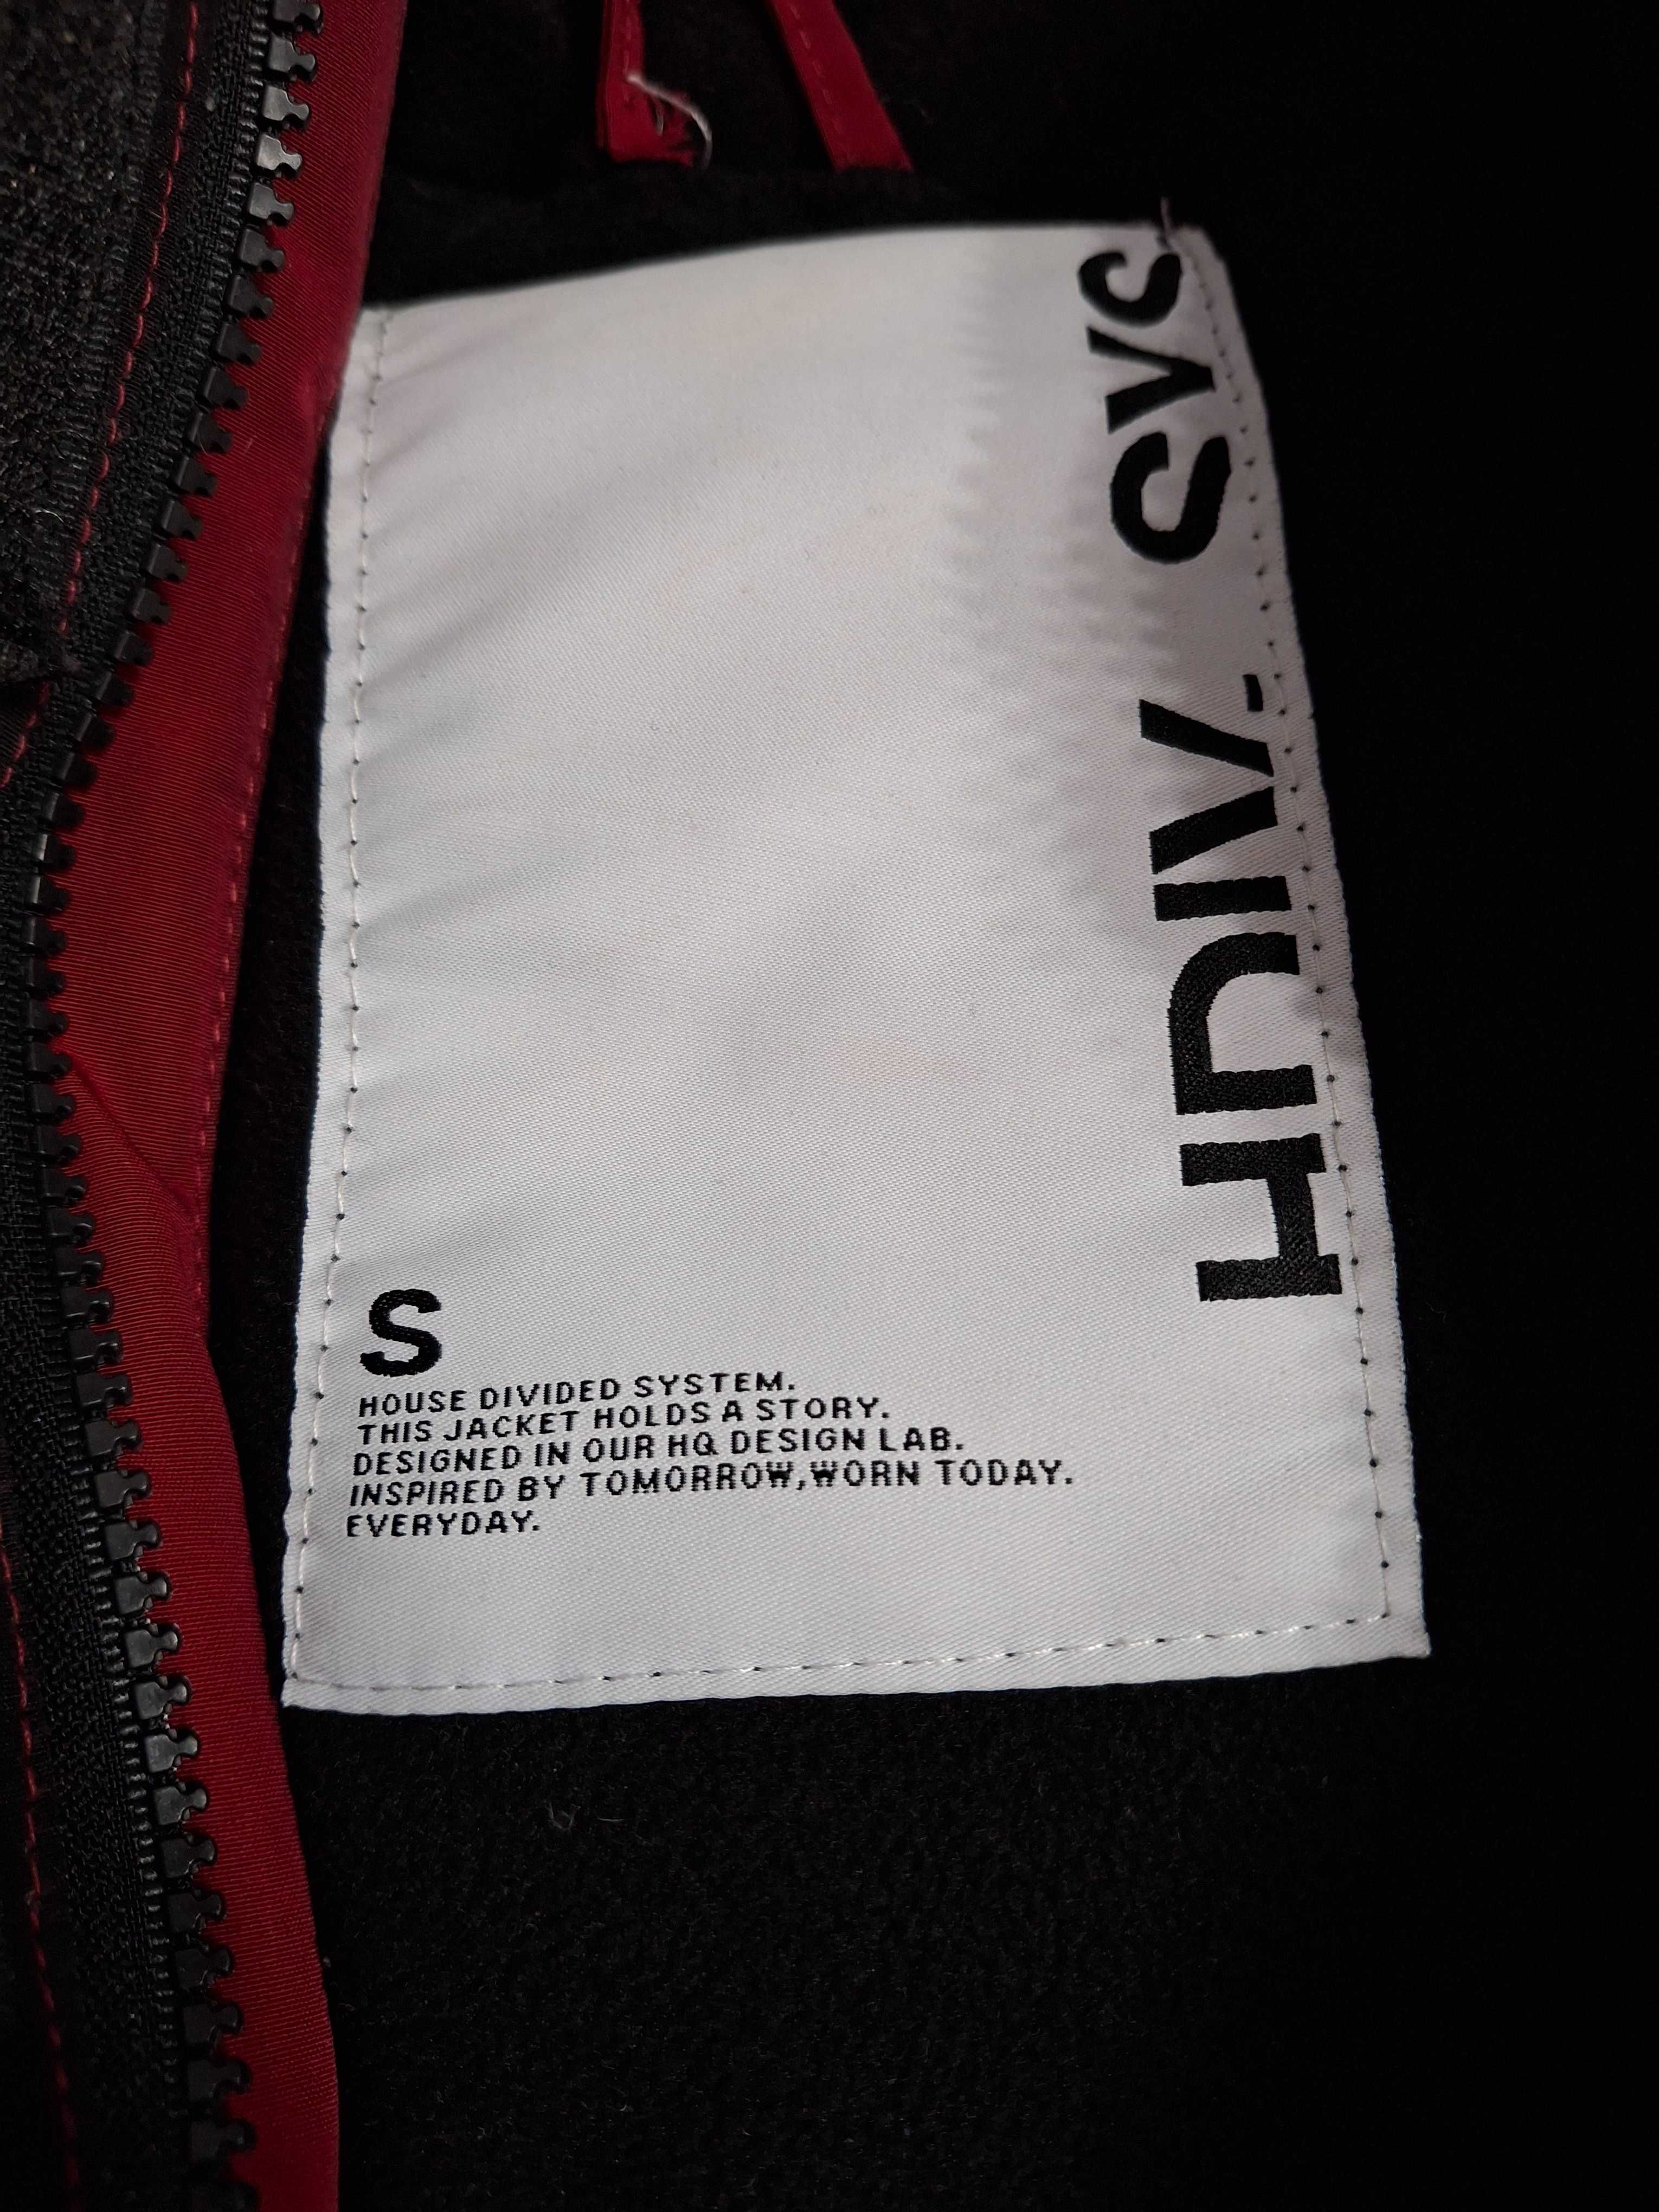 HDIV- SYS
S
HOUSE DIVIDED SYSTEM.
THIS JACKET HOLDS A STORY.
DESIGNED IN OUR HQ DESIGN LAB.
INSPIRED BY TOMORROW,WORN TODAY.
EVERYDAY.